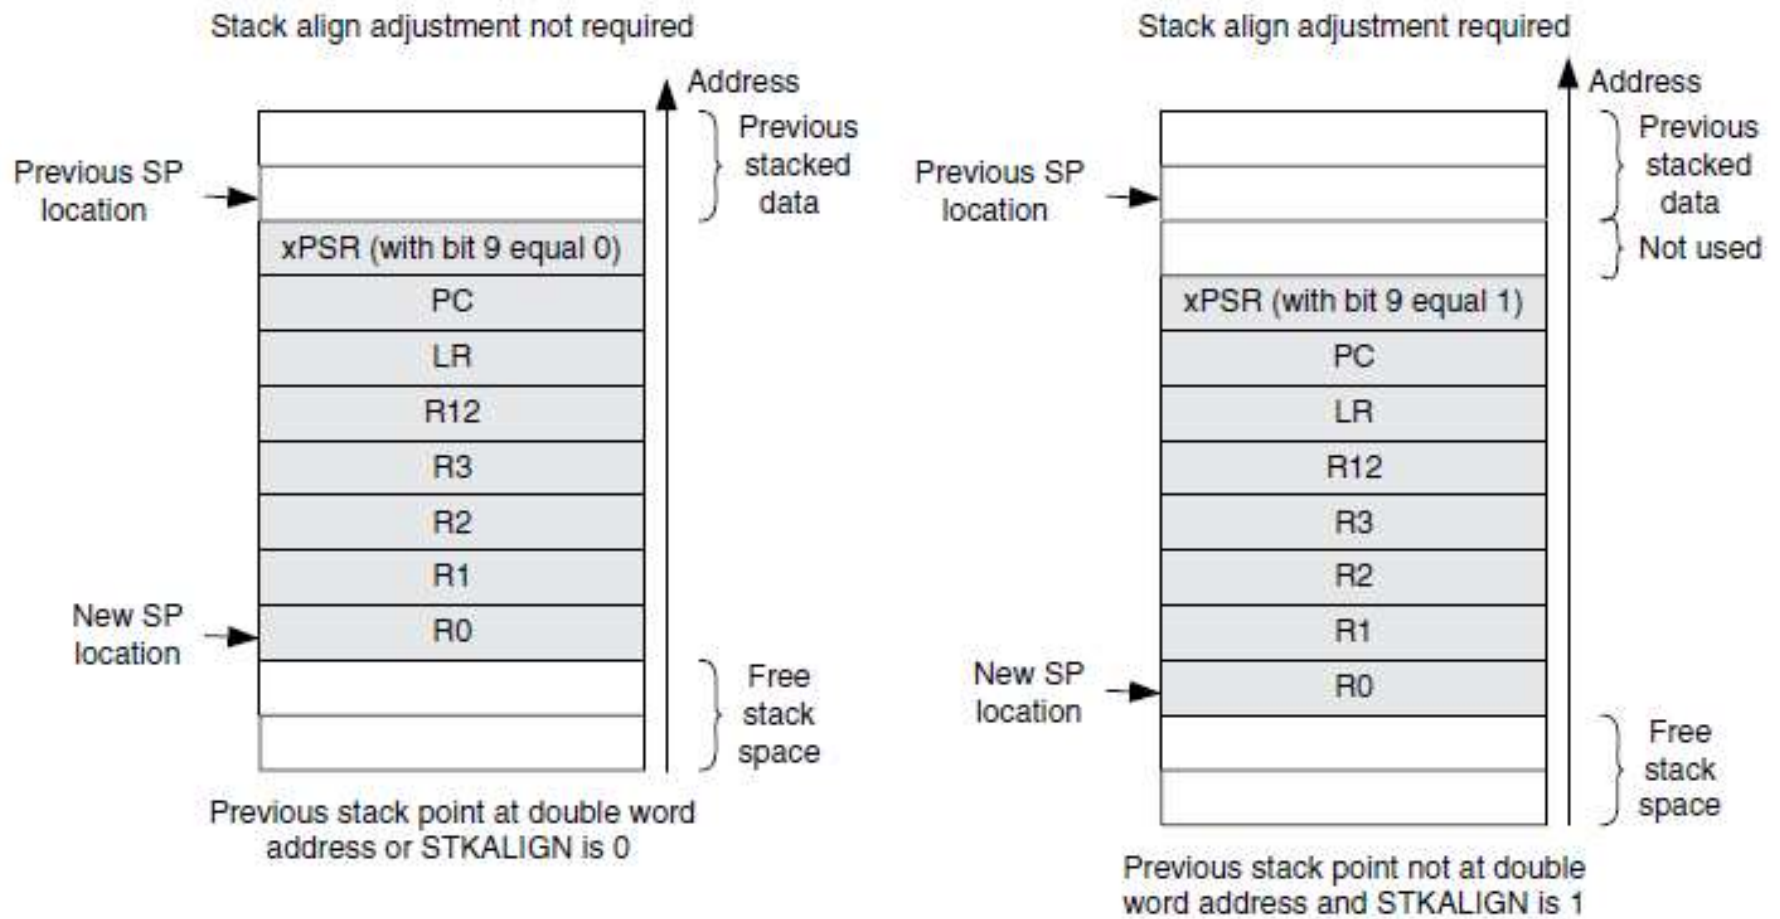 Stack align adjustment not required
Address
Previous
stacked
data
Previous SP
location
xPSR (with bit 9 equal 0)
PC
LR
R12
R3
R2
R1
R0
New SP
location
Free
stack
space
Previous stack point at double word
address or STKALIGN is 0
Stack align adjustment required
Address
Previous
stacked
data
Previous SP
location
Not used
xPSR (with bit 9 equal 1)
PC
LR
R12
R3
R2
R1
R0
New SP
location
Free
stack
space
Previous stack point not at double
word address and STKALIGN is 1